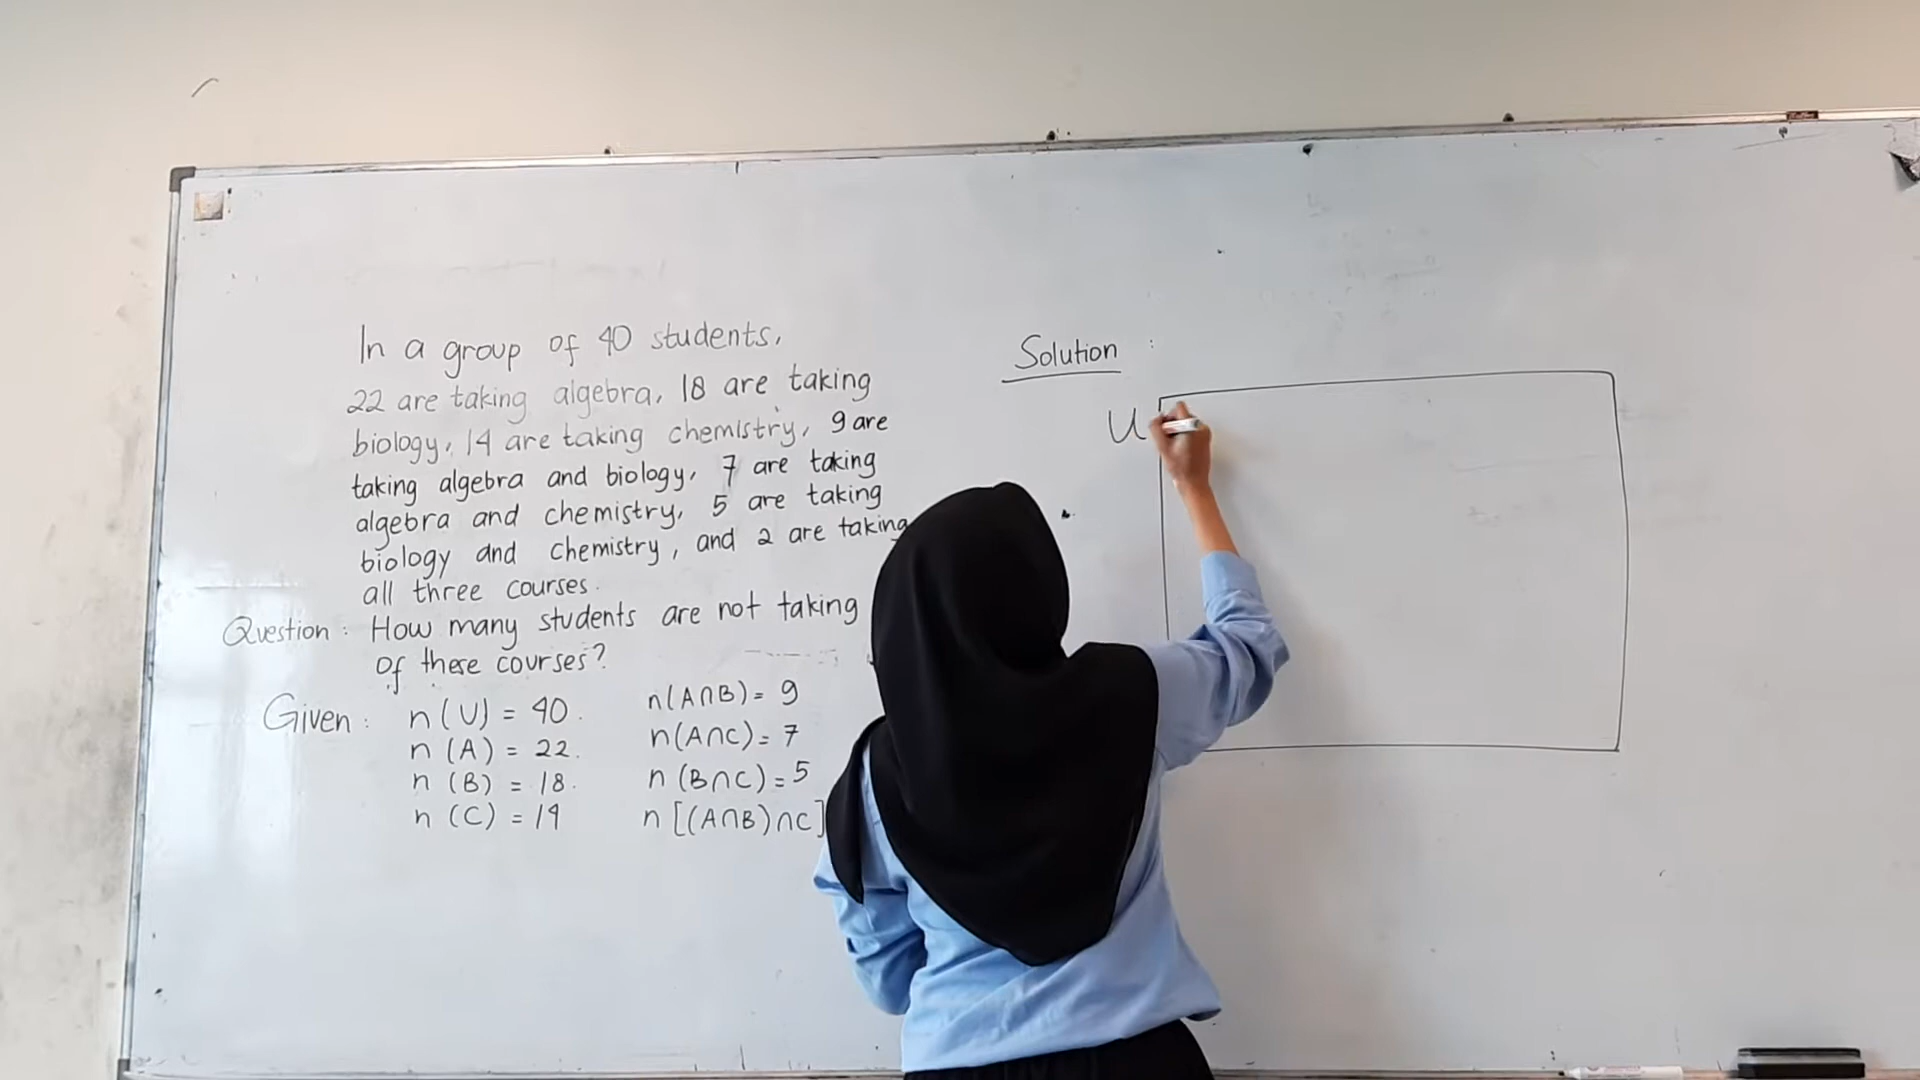 In a group of 40 students,
22 are taking algebra, 18 are taking
biology, 14 are taking chemistry, 9 are
taking algebra and biology, 7 are taking
algebra and chemistry, 5 are taking
biology and chemistry, and 2 are taking
all three courses.
Question: How many students are not taking
of these courses?
Given: n(U) = 40.
n(A) = 22.
n(B) = 18.
n(C) = 14
n(A∩B) = 9
n(A∩C) = 7
n(B∩C) = 5
n[(A∩B)∩C]
Solution :
U